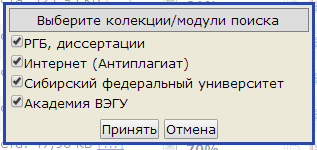 Выберите колекции/модули поиска
РГБ, диссертации
Интернет (Антиплагиат)
Сибирский федеральный университет
Академия ВЭГУ
Принять Отмена